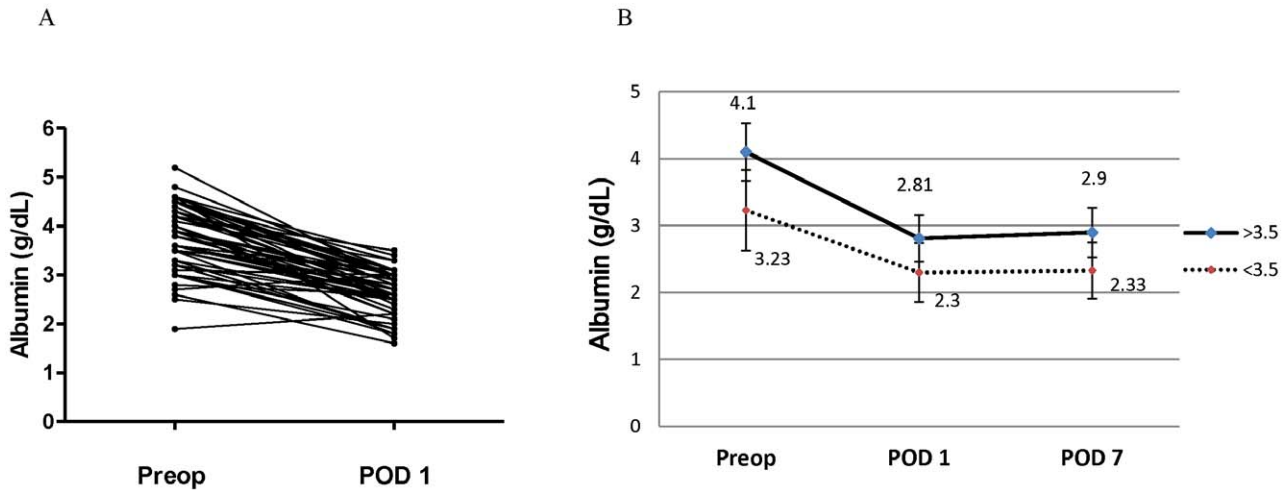 A
B
6
5
4
3
2
1
0
Albumin (g/dL)
Preop
POD 1
5
4
3
2
1
0
Albumin (g/dL)
4.1
2.81
2.9
3.23
2.3
2.33
>3.5
<3.5
Preop
POD 1
POD 7